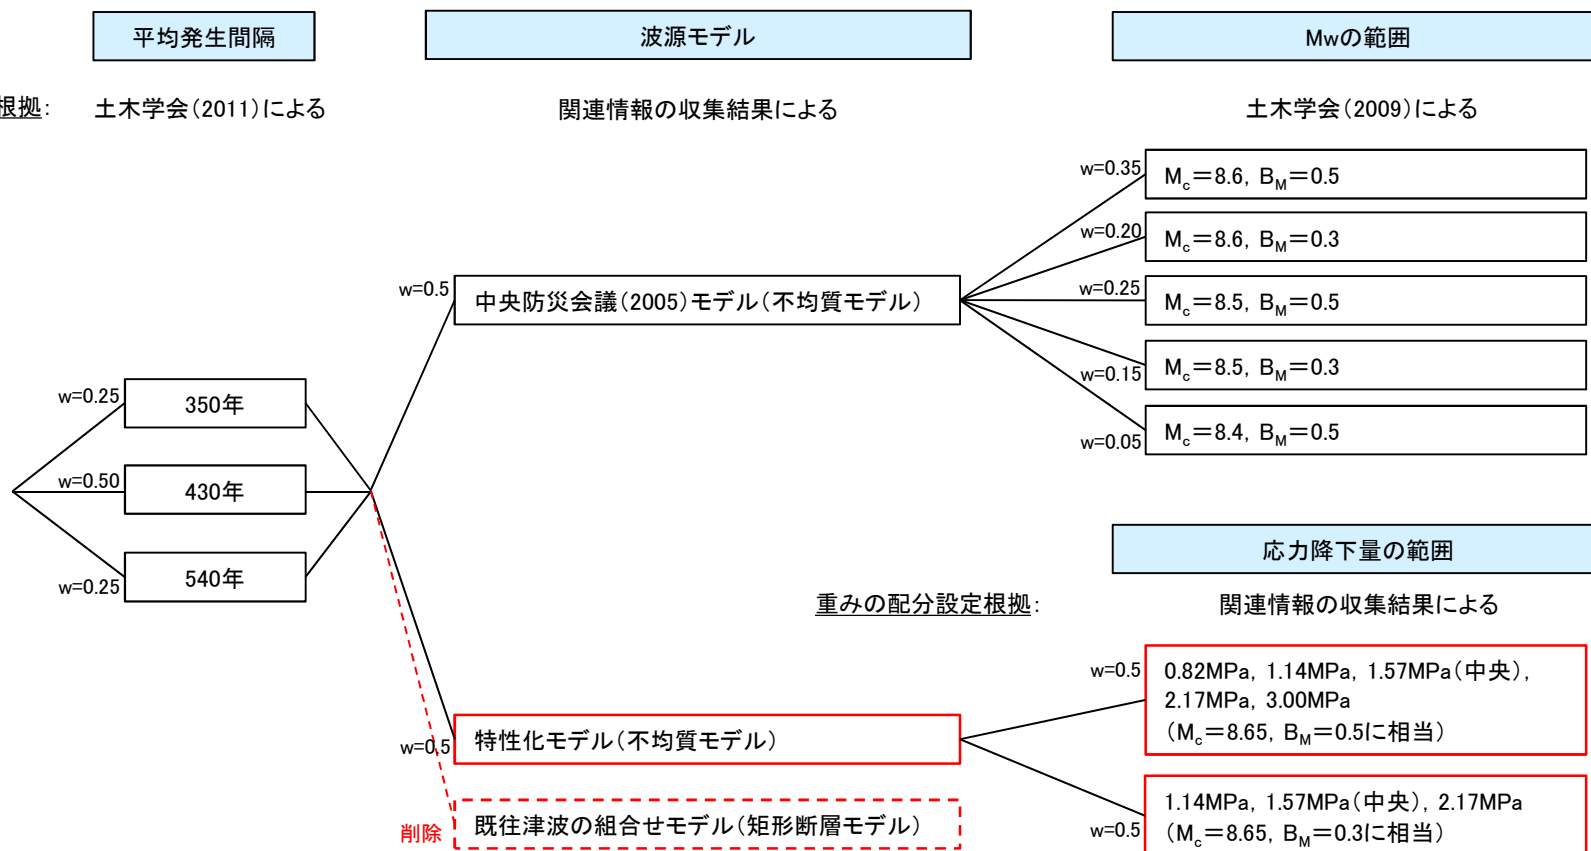 平均発生間隔
波源モデル
Mwの範囲
根拠:
土木学会(2011)による
関連情報の収集結果による
土木学会(2009)による
w=0.35
Mc=8.6, BM=0.5
w=0.20
Mc=8.6, BM=0.3
w=0.5
中央防災会議(2005)モデル(不均質モデル)
w=0.25
Mc=8.5, BM=0.5
w=0.15
Mc=8.5, BM=0.3
w=0.05
Mc=8.4, BM=0.5
w=0.25
350年
w=0.50
430年
w=0.25
540年
応力降下量の範囲
重みの配分設定根拠:
関連情報の収集結果による
w=0.5
0.82MPa, 1.14MPa, 1.57MPa(中央),
2.17MPa, 3.00MPa
(Mc=8.65, BM=0.5に相当)
w=0.5
特性化モデル(不均質モデル)
w=0.5
1.14MPa, 1.57MPa(中央), 2.17MPa
(Mc=8.65, BM=0.3に相当)
削除
既往津波の組合せモデル(矩形断層モデル)